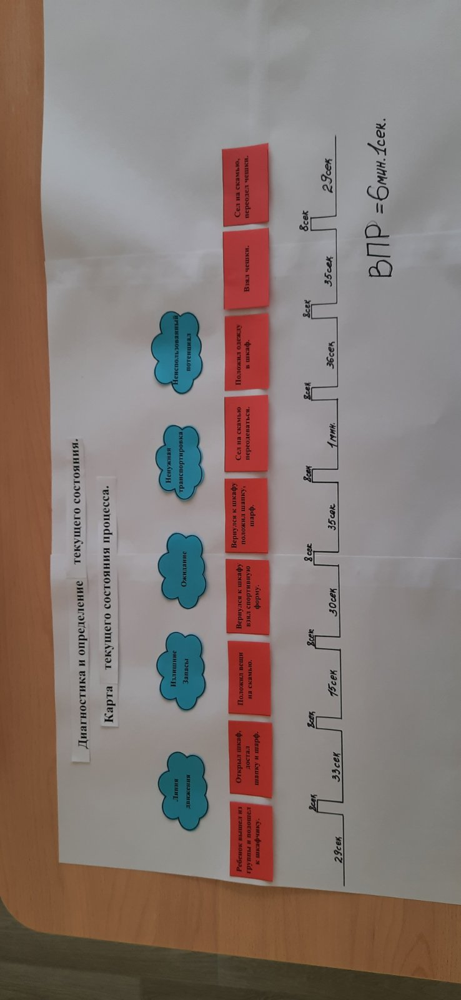 Диагностика и определение текущего состояния.
Карта текущего состояния процесса.
Линия
движения
Излишние
Запасы
Ожидание
Ненужная
транспортировка
Неиспользованный
потенциал
Ребенок вышел из
группы и подошел
к шкафчику.
Открыл шкаф,
достал
шапку и шарф.
Положил вещи
на скамью.
Вернулся к шкафу
взял спортивную
форму.
Вернулся к шкафу
положил шапку,
шарф.
Сел на скамью
переодеваться.
Положил одежду
в шкаф.
Взял чешки.
Сел на скамью,
переодел чешки.
8сек 8сек 8сек 8сек 8сек 8сек 8сек 8сек
29сек 33сек 15сек 30сек 35сек 1мин. 36сек 35сек 29сек
ВПР = 6мин.1сек.